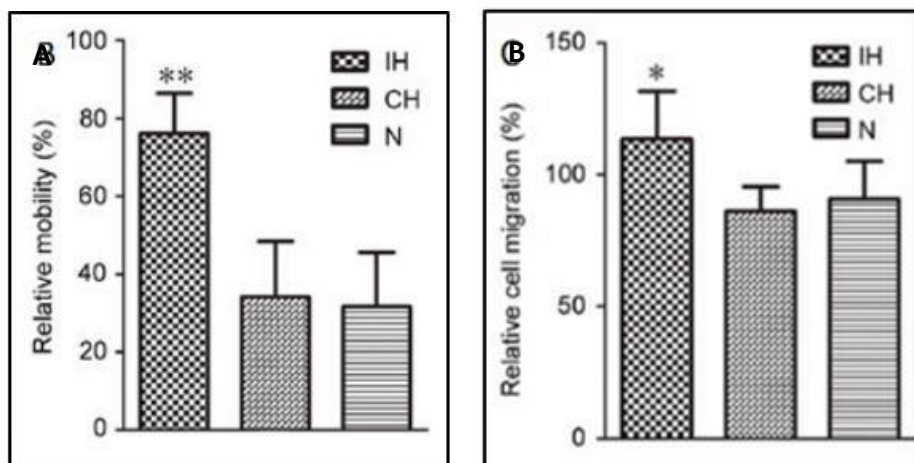 A
100
80
60
40
20
0
Relative mobility (%)
**
IH
CH
N
B
150
100
50
0
Relative cell migration (%)
*
IH
CH
N